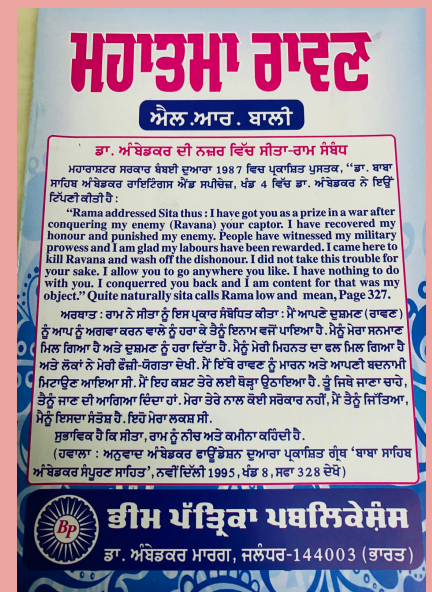 ਮਹਾਤਮਾ ਰਾਵਣ
ਐਲ.ਆਰ. ਬਾਲੀ
ਡਾ. ਅੰਬੇਡਕਰ ਦੀ ਨਜ਼ਰ ਵਿੱਚ ਸੀਤਾ-ਰਾਮ ਸੰਬੰਧ
ਮਹਾਰਾਸ਼ਟਰ ਸਰਕਾਰ ਬੰਬਈ ਦੁਆਰਾ 1987 ਵਿਚ ਪ੍ਰਕਾਸ਼ਿਤ ਪੁਸਤਕ, “ਡਾ. ਬਾਬਾ
ਸਾਹਿਬ ਅੰਬੇਡਕਰ ਰਾਇਟਿੰਗਸ ਐਂਡ ਸਪੀਚੇਜ਼, ਖੰਡ 4 ਵਿੱਚ ਡਾ. ਅੰਬੇਡਕਰ ਨੇ ਇਉਂ
ਟਿੱਪਣੀ ਕੀਤੀ ਹੈ :
“Rama addressed Sita thus : I have got you as a prize in a war after
conquering my enemy (Ravana) your captor. I have recovered my
honour and punished my enemy. People have witnessed my military
prowess and I am glad my labours have been rewarded. I came here to
kill Ravana and wash off the dishonour. I did not take this trouble for
your sake. I allow you to go anywhere you like. I have nothing to do
with you. I conquerred you back and I am content for that was my
object.” Quite naturally sita calls Rama low and mean, Page 327.
ਅਰਥਾਤ : ਰਾਮ ਨੇ ਸੀਤਾ ਨੂੰ ਇਸ ਪ੍ਰਕਾਰ ਸੰਬੋਧਿਤ ਕੀਤਾ : ਮੈਂ ਆਪਣੇ ਦੁਸ਼ਮਣ (ਰਾਵਣ)
ਨੂੰ ਆਪ ਨੂੰ ਅਗਵਾ ਕਰਨ ਵਾਲੇ ਨੂੰ ਹਰਾ ਕੇ ਤੈਨੂੰ ਇਨਾਮ ਵਜੋਂ ਪਾਇਆ ਹੈ. ਮੈਨੂੰ ਮੇਰਾ ਸਨਮਾਣ
ਮਿਲ ਗਿਆ ਹੈ ਅਤੇ ਦੁਸ਼ਮਣ ਨੂੰ ਹਰਾ ਦਿੱਤਾ ਹੈ. ਮੈਨੂੰ ਮੇਰੀ ਮਿਹਨਤ ਦਾ ਫਲ ਮਿਲ ਗਿਆ ਹੈ
ਅਤੇ ਲੋਕਾਂ ਨੇ ਮੇਰੀ ਫੌਜੀ-ਯੋਗਤਾ ਦੇਖੀ. ਮੈਂ ਇੱਥੇ ਰਾਵਣ ਨੂੰ ਮਾਰਨ ਅਤੇ ਆਪਣੀ ਬਦਨਾਮੀ
ਮਿਟਾਉਣ ਆਇਆ ਸੀ. ਮੈਂ ਇਹ ਕਸ਼ਟ ਤੇਰੇ ਲਈ ਥੋੜ੍ਹਾ ਉਠਾਇਆ ਹੈ. ਤੂੰ ਜਿਥੇ ਜਾਣਾ ਚਾਹੇ,
ਤੈਨੂੰ ਜਾਣ ਦੀ ਆਗਿਆ ਦਿੰਦਾ ਹਾਂ. ਮੇਰਾ ਤੇਰੇ ਨਾਲ ਕੋਈ ਸਰੋਕਾਰ ਨਹੀਂ, ਮੈਂ ਤੈਨੂੰ ਜਿੱਤਿਆ,
ਮੈਨੂੰ ਇਸਦਾ ਸੰਤੋਸ਼ ਹੈ. ਇਹੋ ਮੇਰਾ ਲਕਸ਼ ਸੀ.
ਸੁਭਾਵਿਕ ਹੈ ਕਿ ਸੀਤਾ, ਰਾਮ ਨੂੰ ਨੀਚ ਅਤੇ ਕਮੀਨਾ ਕਹਿੰਦੀ ਹੈ.
(ਹਵਾਲਾ : ਅਨੁਵਾਦ ਅੰਬੇਡਕਰ ਫਾਊਂਡੇਸ਼ਨ ਦੁਆਰਾ ਪ੍ਰਕਾਸ਼ਿਤ ਗ੍ਰੰਥ ‘ਬਾਬਾ ਸਾਹਿਬ
ਅੰਬੇਡਕਰ ਸੰਪੂਰਣ ਸਾਹਿਤ’, ਨਵੀਂ ਦਿੱਲੀ 1995, ਖੰਡ 8, ਸਫਾ 328 ਦੇਖੋ)
BP
ਭੀਮ ਪੱਤ੍ਰਿਕਾ ਪਬਲਿਕੇਸ਼ੰਸ
ਡਾ. ਅੰਬੇਡਕਰ ਮਾਰਗ, ਜਲੰਧਰ-144003 (ਭਾਰਤ)